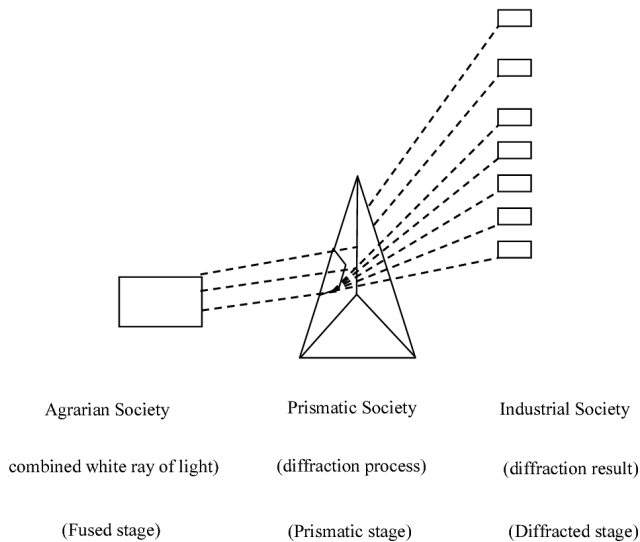 Agrarian Society
Prismatic Society
Industrial Society
combined white ray of light)
(diffraction process)
(diffraction result)
(Fused stage)
(Prismatic stage)
(Diffracted stage)